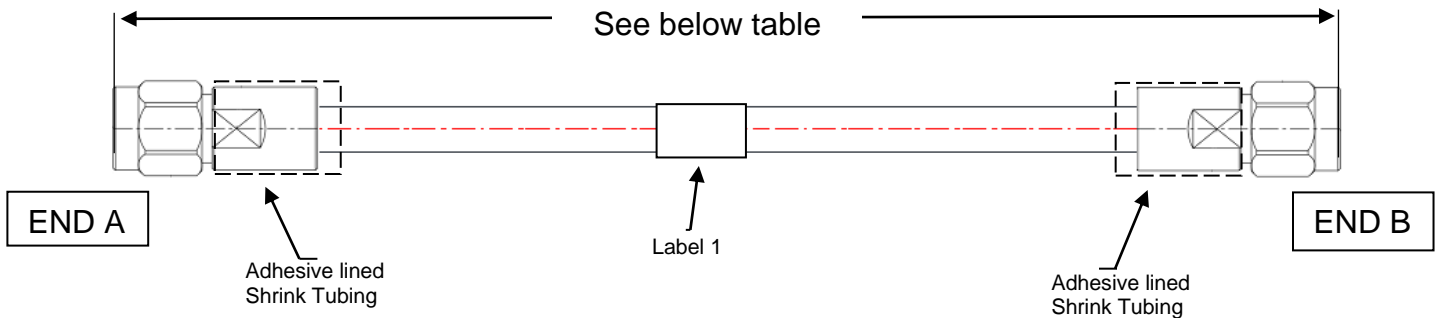 See below table
END A
Adhesive lined
Shrink Tubing
Label 1
Adhesive lined
Shrink Tubing
END B